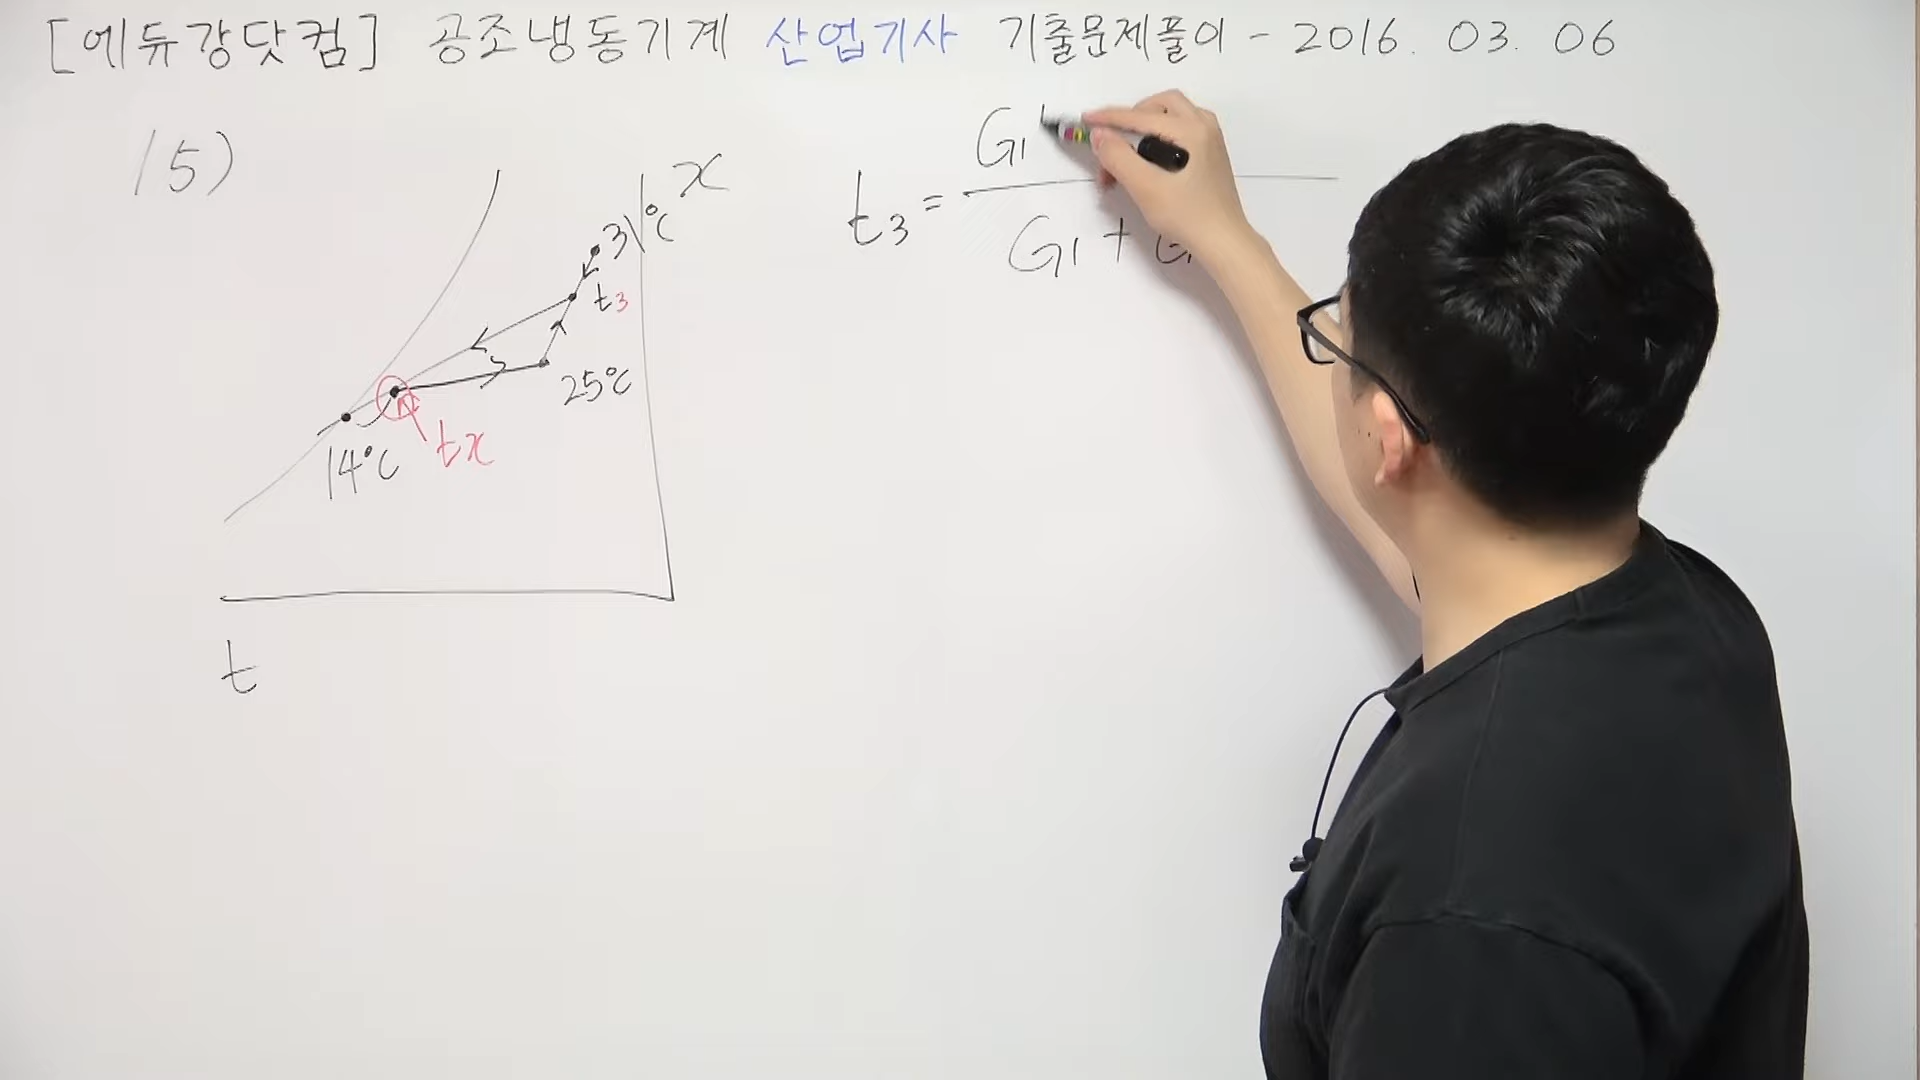 [에듀강닷컴] 공조냉동기계 산업기사 기출문제풀이 - 2016. 03. 06
15)
x
31℃
t3
25℃
14℃
tx
t
G1
t3 =
G1 + G